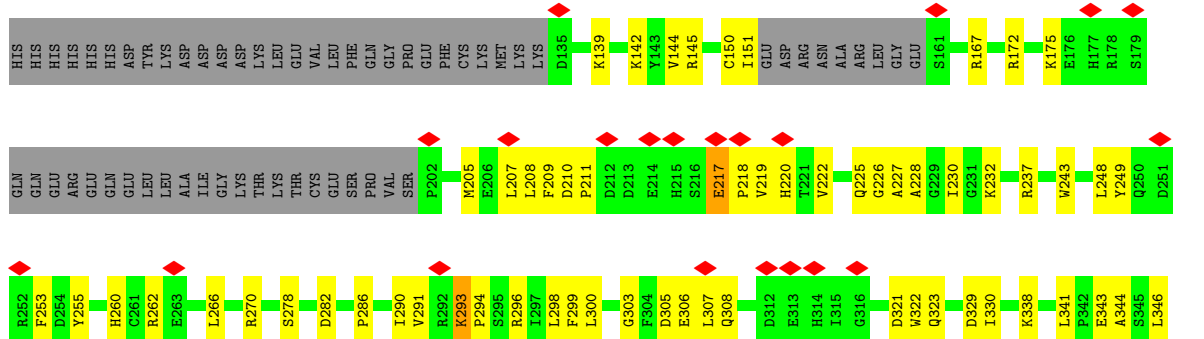 HIS HIS HIS HIS HIS HIS ASP TYR LYS ASP ASP ASP ASP LYS LEU GLU VAL LEU PHE GLN GLY PRO GLU PHE CYS LYS MET LYS LYS D135 K139 K142 Y143 V144 R145 C150 I151 GLU ASP ARG ASN ALA ARG LEU GLY GLU S161 R167 R172 K175 E176 H177 R178 S179
GLN GLN GLU ARG GLU GLN GLU LEU LEU ALA ILE GLY LYS THR LYS THR CYS GLU SER PRO VAL SER P202 M205 E206 L207 L208 F209 D210 P211 D212 D213 E214 H215 S216 E217 P218 V219 H220 T221 V222 Q225 G226 A227 A228 G229 I230 G231 K232 R237 W243 L248 Y249 Q250 D251
R252 F253 D254 Y255 H260 C261 R262 E263 L266 R270 S278 D282 P286 I290 V291 R292 K293 P294 S295 R296 I297 L298 F299 L300 G303 F304 D305 E306 L307 Q308 D312 E313 H314 I315 G316 D321 W322 Q323 D329 I330 K338 L341 P342 E343 A344 S345 L346